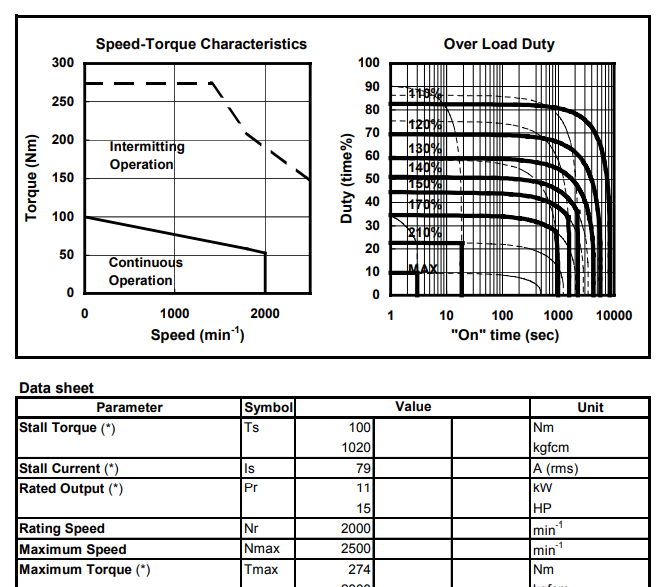 Speed-Torque Characteristics
300
250
200
150
100
50
0
Torque (Nm)
Intermitting
Operation
Continuous
Operation
0 1000 2000
Speed (min-1)
Over Load Duty
100
90
80
70
60
50
40
30
20
10
0
Duty (time%)
110%
120%
130%
140%
150%
170%
210%
MAX
1 10 100 1000 10000
"On" time (sec)
Data sheet
Parameter Symbol Value Unit
Stall Torque (*) Ts 100 Nm
1020 kgfcm
Stall Current (*) Is 79 A (rms)
Rated Output (*) Pr 11 kW
15 HP
Rating Speed Nr 2000 min-1
Maximum Speed Nmax 2500 min-1
Maximum Torque (*) Tmax 274 Nm